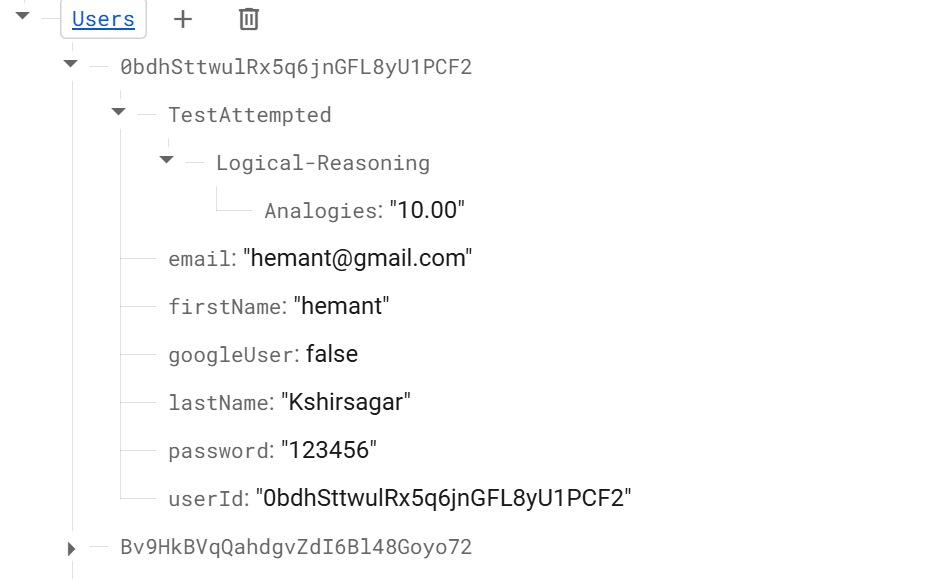 Users
0bdhSttwulRx5q6jnGFL8yU1PCF2
TestAttempted
Logical-Reasoning
Analogies: "10.00"
email: "hemant@gmail.com"
firstName: "hemant"
googleUser: false
lastName: "Kshirsagar"
password: "123456"
userId: "0bdhSttwulRx5q6jnGFL8yU1PCF2"
Bv9HkBVqQahdgvZdI6Bl48Goyo72